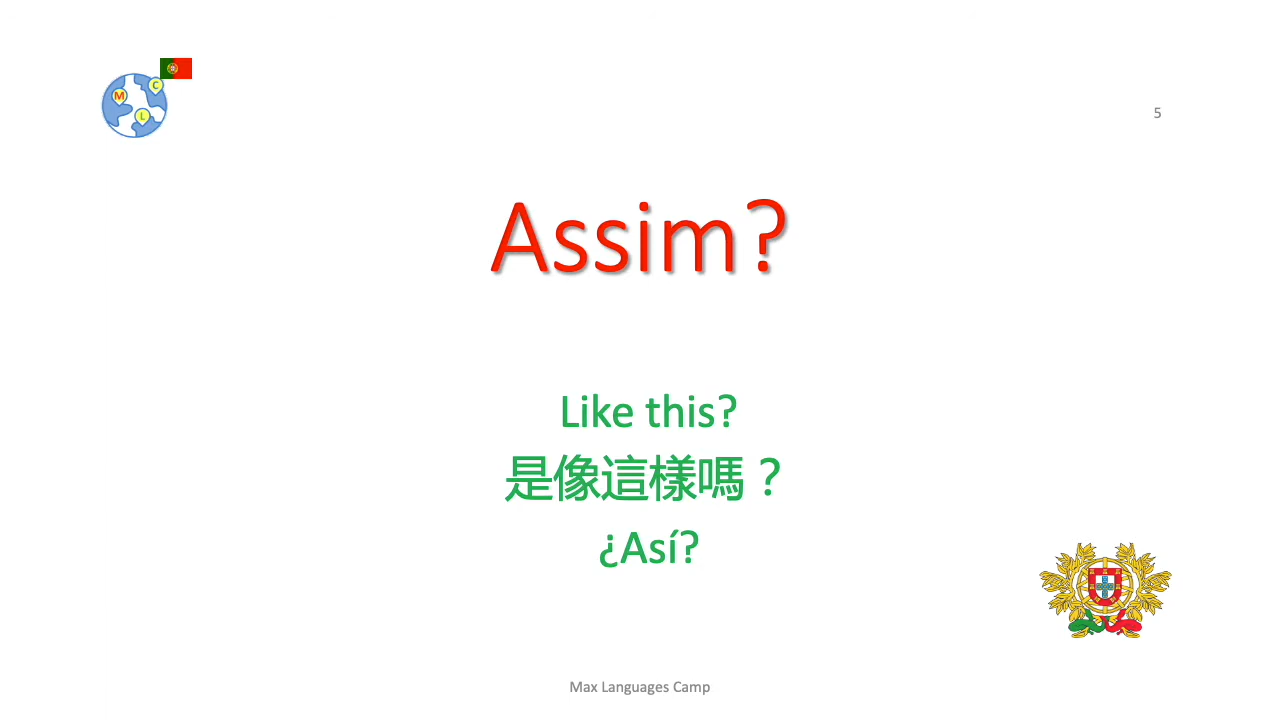 M
C
L
5
Assim?
Like this?
是像這樣嗎？
¿Así?
Max Languages Camp